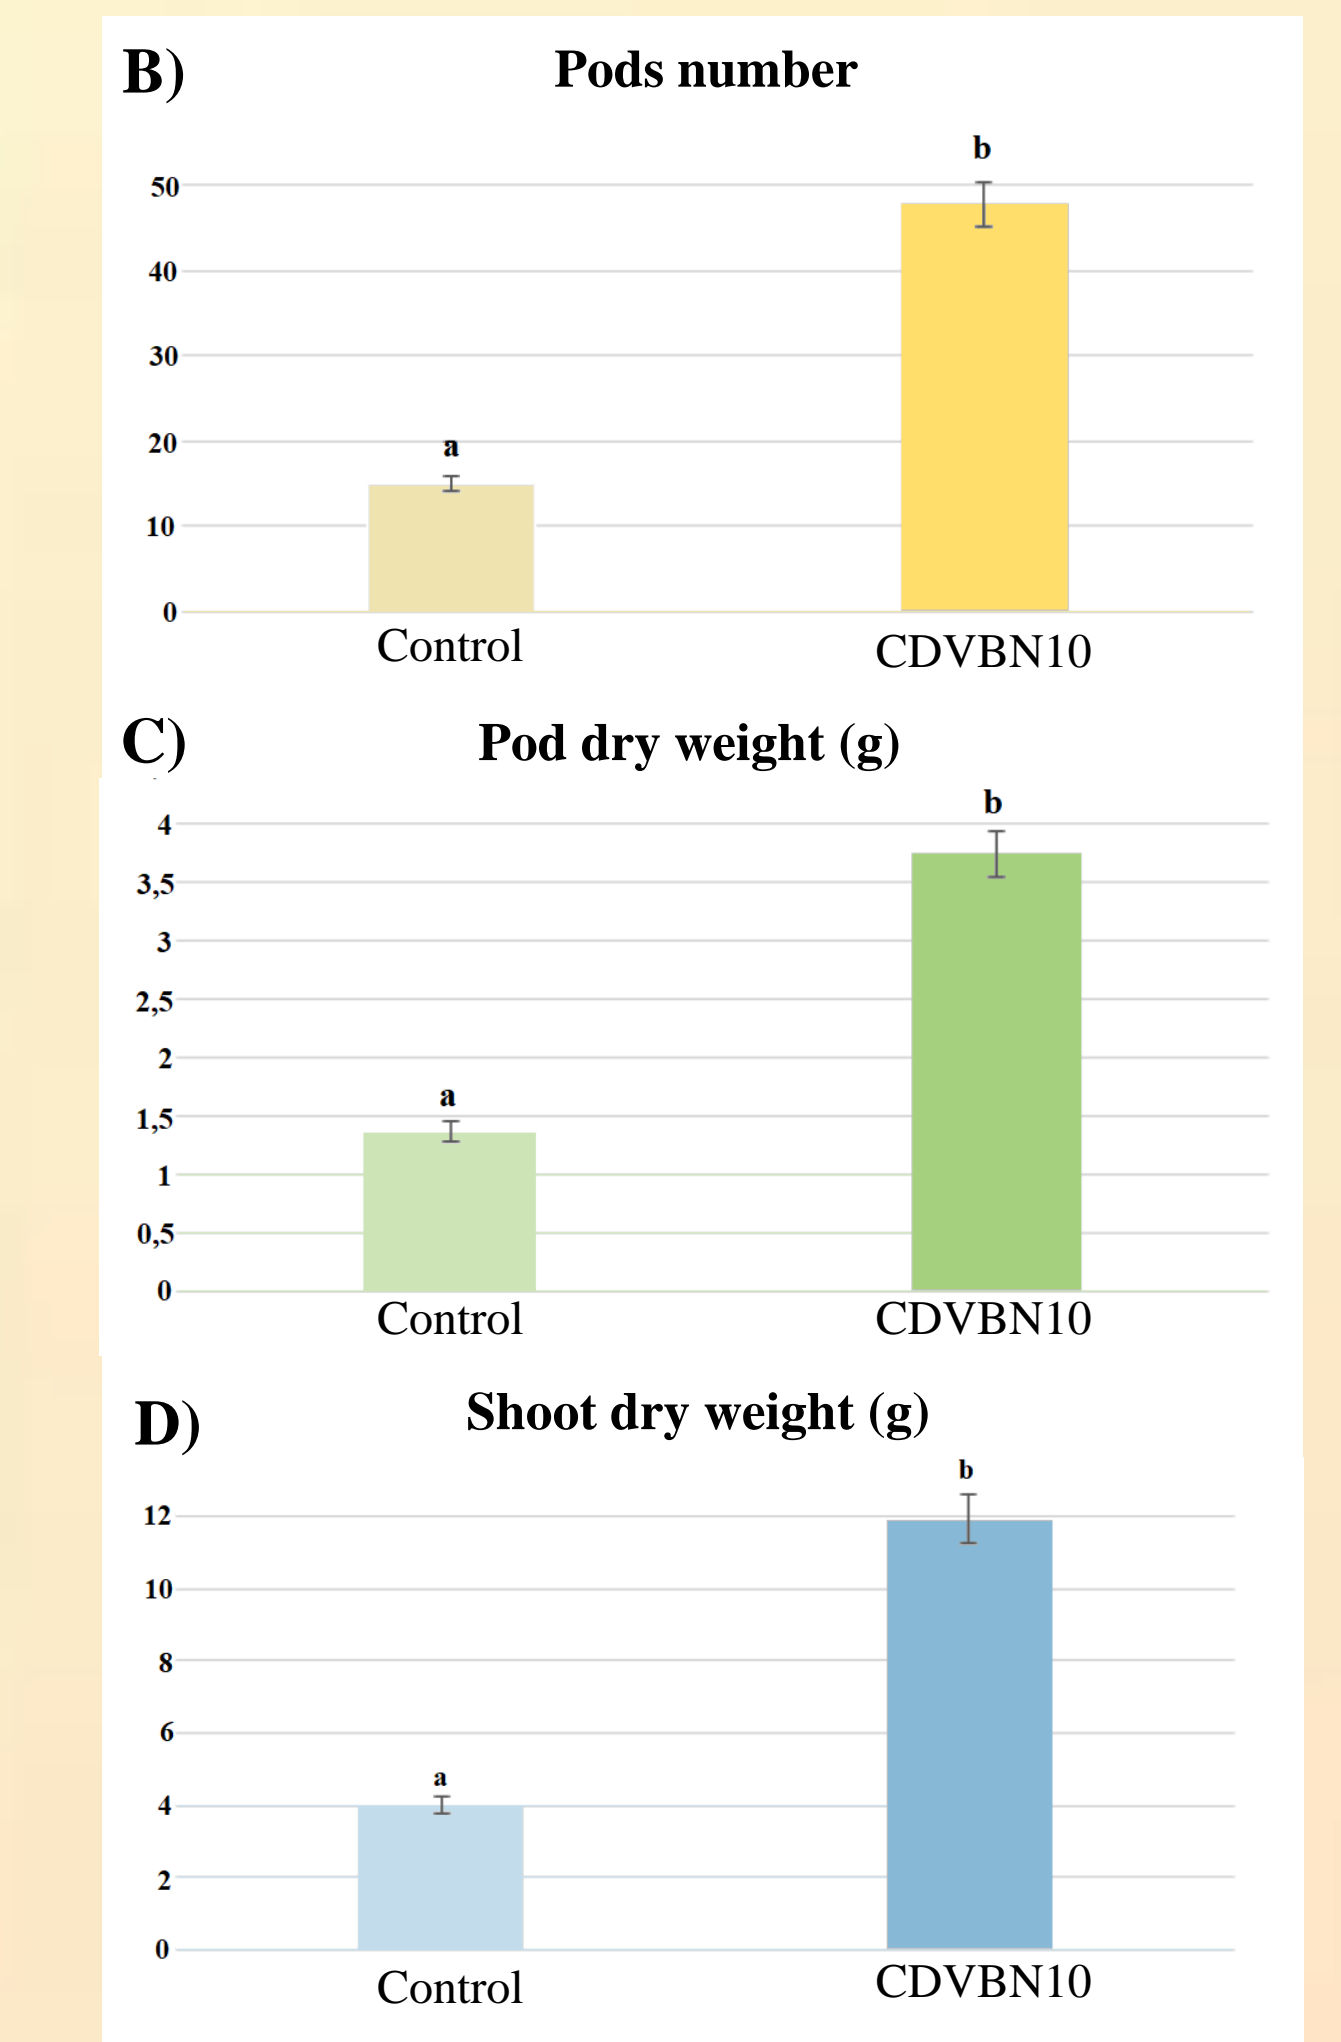 B)
Pods number
b
50
40
30
20
a
10
0
Control
CDVBN10
C)
Pod dry weight (g)
b
4
3,5
3
2,5
2
a
1,5
1
0,5
0
Control
CDVBN10
D)
Shoot dry weight (g)
b
12
10
8
6
a
4
2
0
Control
CDVBN10